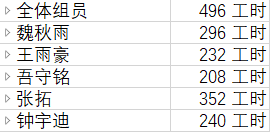 全体组员 496 工时
魏秋雨 296 工时
王雨豪 232 工时
吾守铭 208 工时
张拓 352 工时
钟宇迪 240 工时